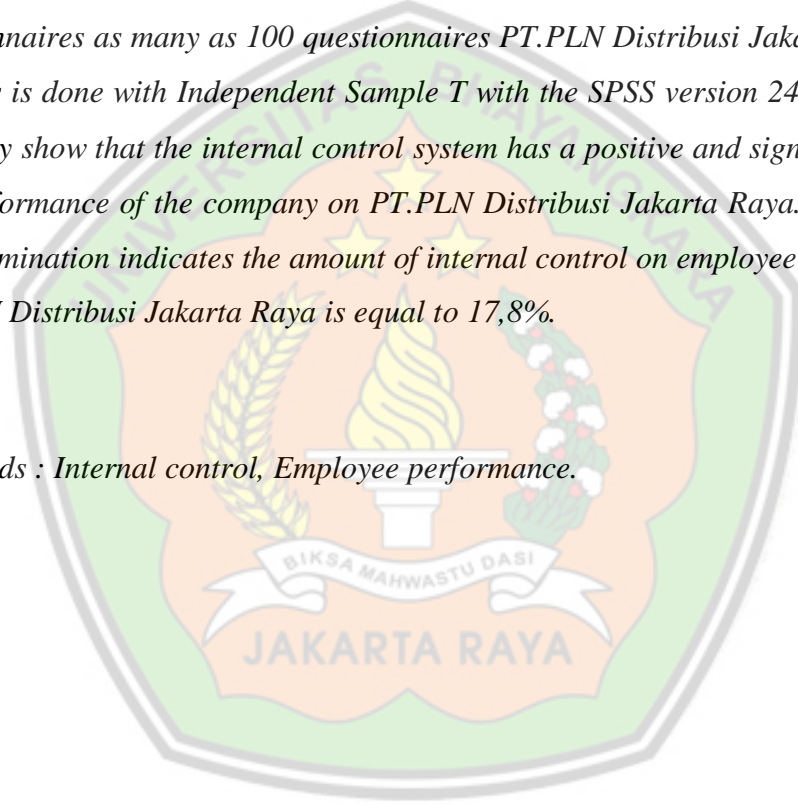 nnaires as many as 100 questionnaires PT.PLN Distribusi Jaka
is done with Independent Sample T with the SPSS version 24
y show that the internal control system has a positive and sign
formance of the company on PT.PLN Distribusi Jakarta Raya.
mination indicates the amount of internal control on employee
Distribusi Jakarta Raya is equal to 17,8%.
ds : Internal control, Employee performance.
UNIVERSITAS BHAYANGKARA
BIKSA MAHWASTU DASI
JAKARTA RAYA